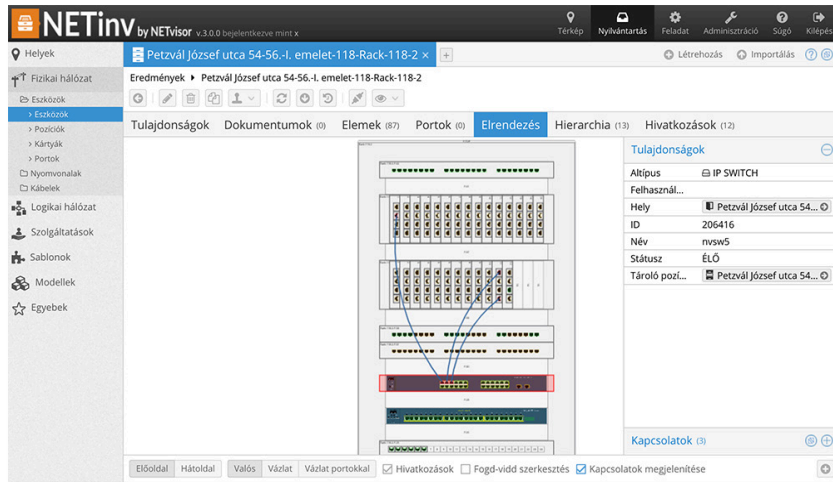 NETinv by NETvisor v.3.0.0 bejelentkezve mint x
Térkép Nyilvántartás Feladat Adminisztráció Súgó Kilépés
Helyek
Petzvál József utca 54-56.-I. emelet-118-Rack-118-2 × +
Létrehozás Importálás
Fizikai hálózat
Eredmények Petzvál József utca 54-56.-I. emelet-118-Rack-118-2
Eszközök
> Eszközök
> Pozíciók
> Kártyák
> Portok
Nyomvonalak
Kábelek
Logikai hálózat
Szolgáltatások
Sablonok
Modellek
Egyebek
Tulajdonságok Dokumentumok (0) Elemek (87) Portok (0) Elrendezés Hierarchia (13) Hivatkozások (12)
Tulajdonságok
Altípus IP SWITCH
Felhasznál...
Hely Petzvál József utca 54...
ID 206416
Név nvsw5
Státusz ÉLŐ
Tároló pozí... Petzvál József utca 54...
Kapcsolatok (3)
Előoldal Hátoldal Valós Vázlat Vázlat portokkal Hivatkozások Fogd-vidd szerkesztés Kapcsolatok megjelenítése